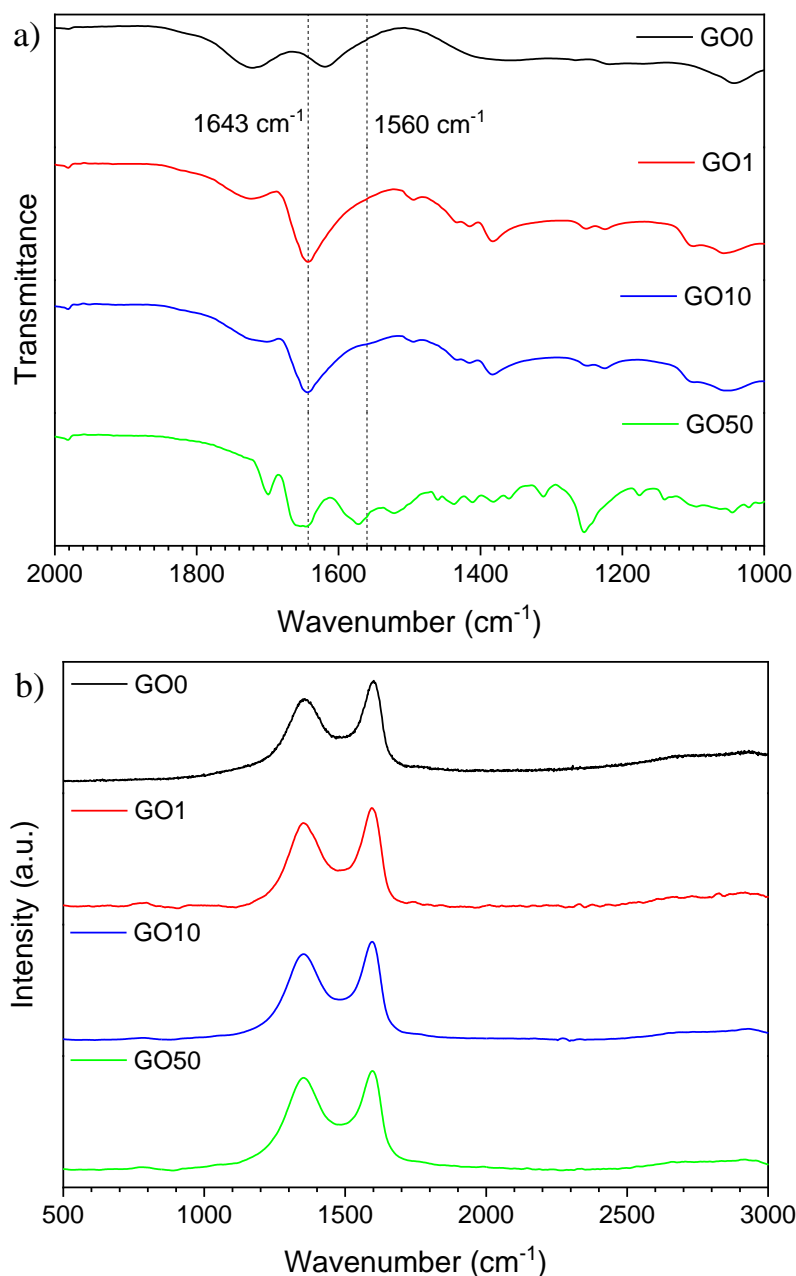 a)
GO0
1643 cm⁻¹
1560 cm⁻¹
GO1
GO10
GO50
Transmittance
2000 1800 1600 1400 1200 1000
Wavenumber (cm⁻¹)
b)
GO0
GO1
GO10
GO50
Intensity (a.u.)
500 1000 1500 2000 2500 3000
Wavenumber (cm⁻¹)